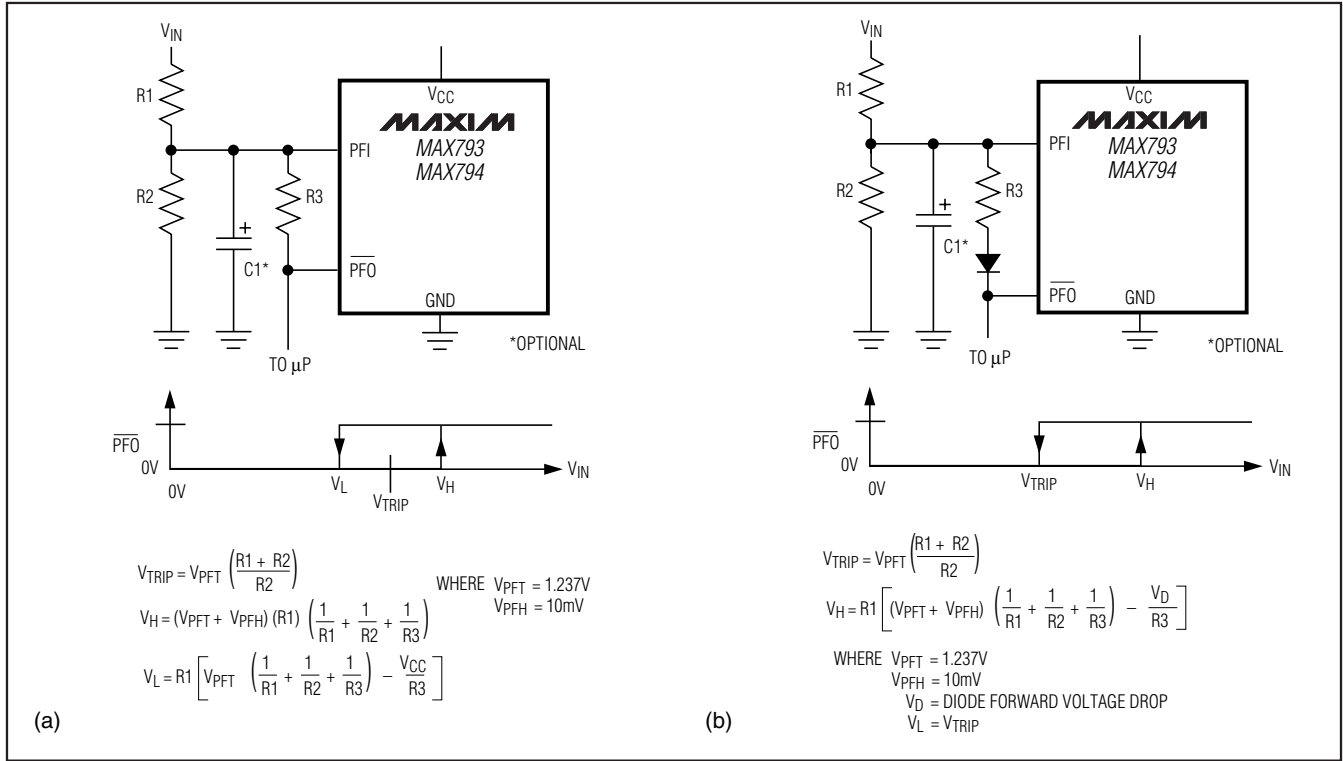 V_IN
R1
V_CC
MAXIM
MAX793
MAX794
PFI
R2
R3
+
C1*
P̅F̅O̅
GND
*OPTIONAL
TO μP
P̅F̅O̅
0V
0V
V_L
V_TRIP
V_H
V_IN
V_TRIP = V_PFT ((R1 + R2)/R2)
WHERE V_PFT = 1.237V
V_PFH = 10mV
V_H = (V_PFT + V_PFH) (R1) (1/R1 + 1/R2 + 1/R3)
V_L = R1 [V_PFT (1/R1 + 1/R2 + 1/R3) – V_CC/R3]
(a)
V_IN
R1
V_CC
MAXIM
MAX793
MAX794
PFI
R2
R3
+
C1*
P̅F̅O̅
GND
*OPTIONAL
TO μP
P̅F̅O̅
0V
0V
V_TRIP
V_H
V_IN
V_TRIP = V_PFT ((R1 + R2)/R2)
V_H = R1 [(V_PFT + V_PFH) (1/R1 + 1/R2 + 1/R3) – V_D/R3]
WHERE V_PFT = 1.237V
V_PFH = 10mV
V_D = DIODE FORWARD VOLTAGE DROP
V_L = V_TRIP
(b)